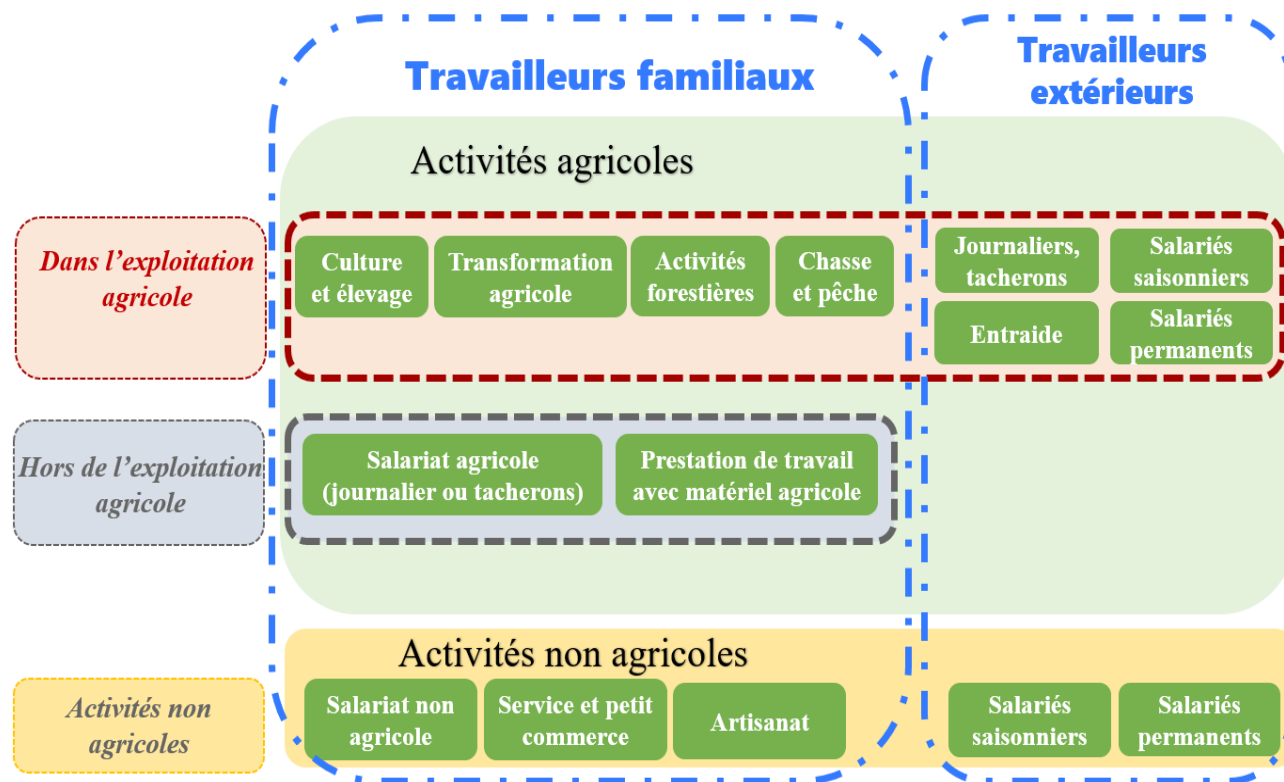 Travailleurs familiaux
Travailleurs
extérieurs
Activités agricoles
Dans l’exploitation
agricole
Culture
et élevage
Transformation
agricole
Activités
forestières
Chasse
et pêche
Journaliers,
tacherons
Salariés
saisonniers
Entraide
Salariés
permanents
Hors de l’exploitation
agricole
Salariat agricole
(journalier ou tacherons)
Prestation de travail
avec matériel agricole
Activités non agricoles
Activités non
agricoles
Salariat non
agricole
Service et petit
commerce
Artisanat
Salariés
saisonniers
Salariés
permanents